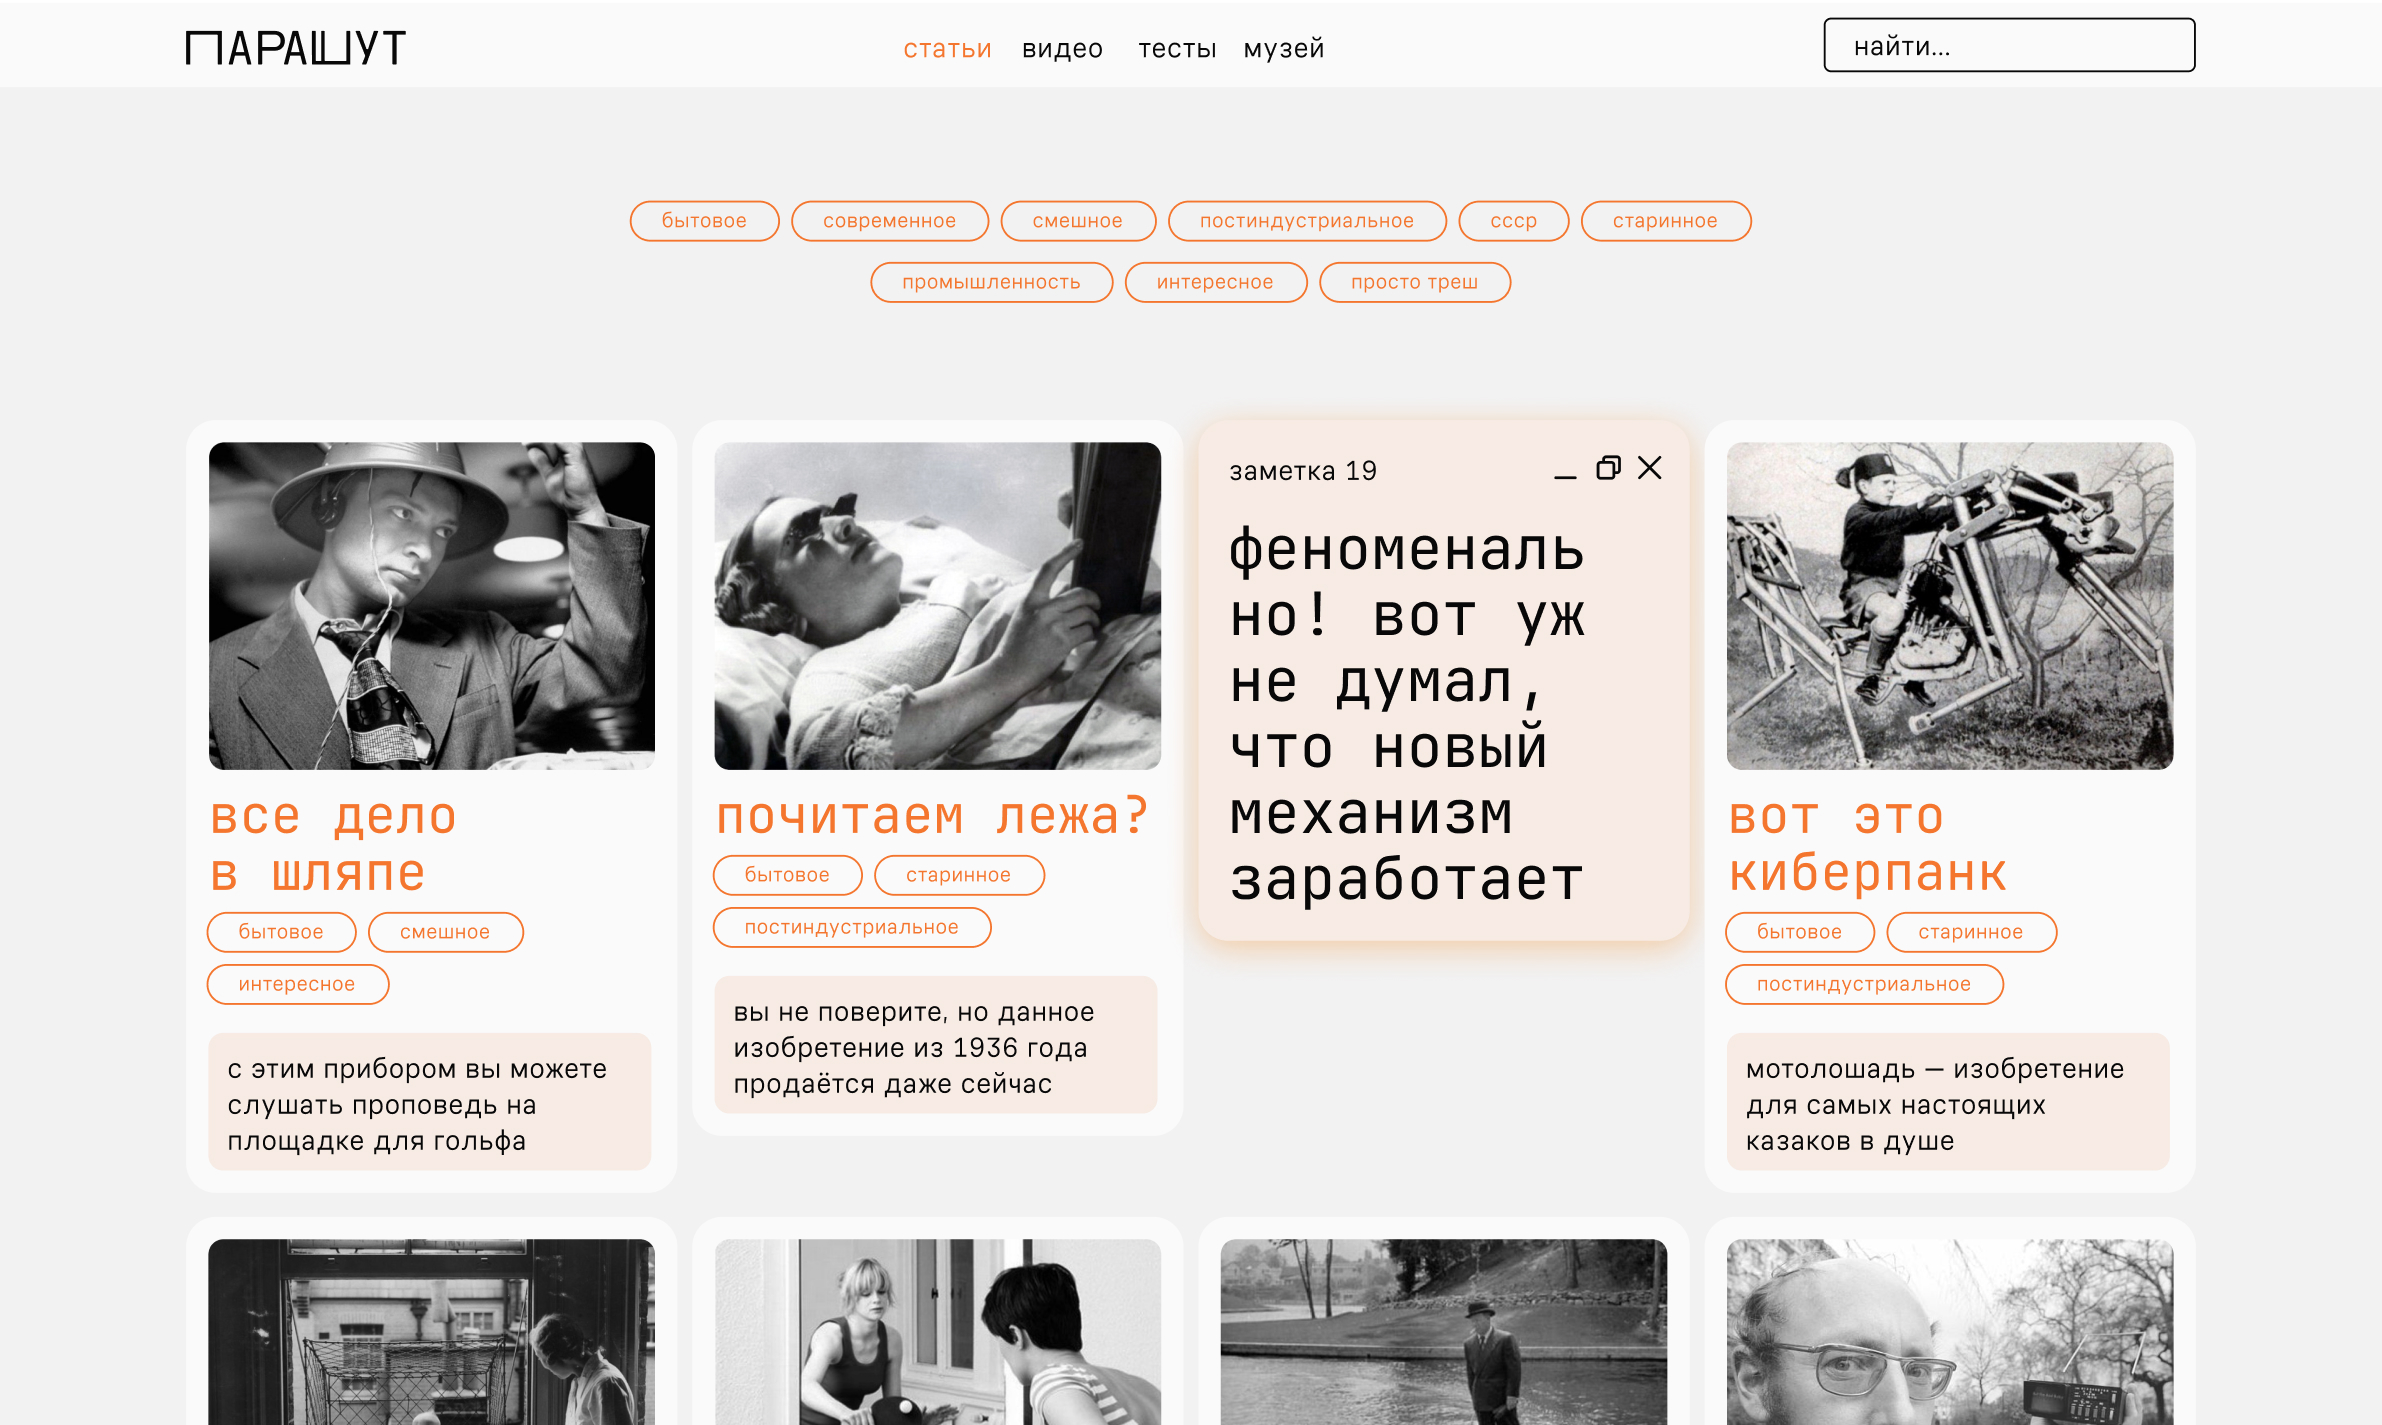 ПАРАШУТ
статьи видео тесты музей
найти...
бытовое современное смешное постиндустриальное ссср старинное
промышленность интересное просто треш
все дело
в шляпе
бытовое смешное
интересное
с этим прибором вы можете
слушать проповедь на
площадке для гольфа
почитаем лежа?
бытовое старинное
постиндустриальное
вы не поверите, но данное
изобретение из 1936 года
продаётся даже сейчас
заметка 19
феноменаль
но! вот уж
не думал,
что новый
механизм
заработает
вот это
киберпанк
бытовое старинное
постиндустриальное
мотолошадь — изобретение
для самых настоящих
казаков в душе